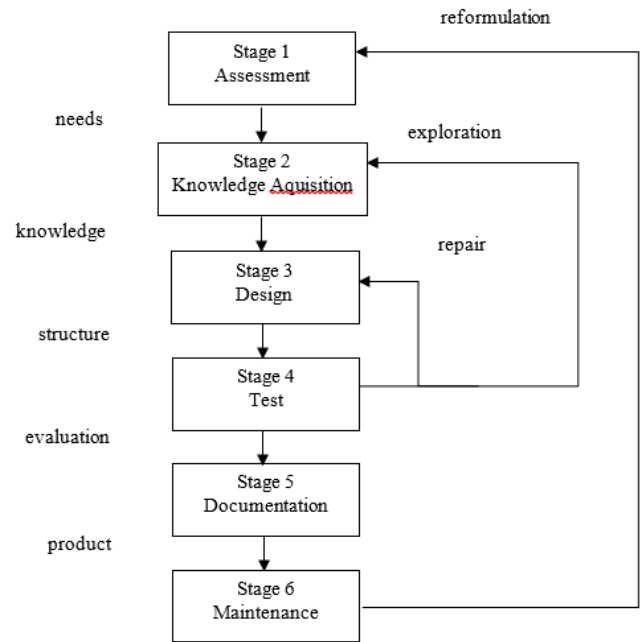 reformulation
Stage 1
Assessment
needs
exploration
Stage 2
Knowledge Aquisition
knowledge
repair
Stage 3
Design
structure
Stage 4
Test
evaluation
Stage 5
Documentation
product
Stage 6
Maintenance